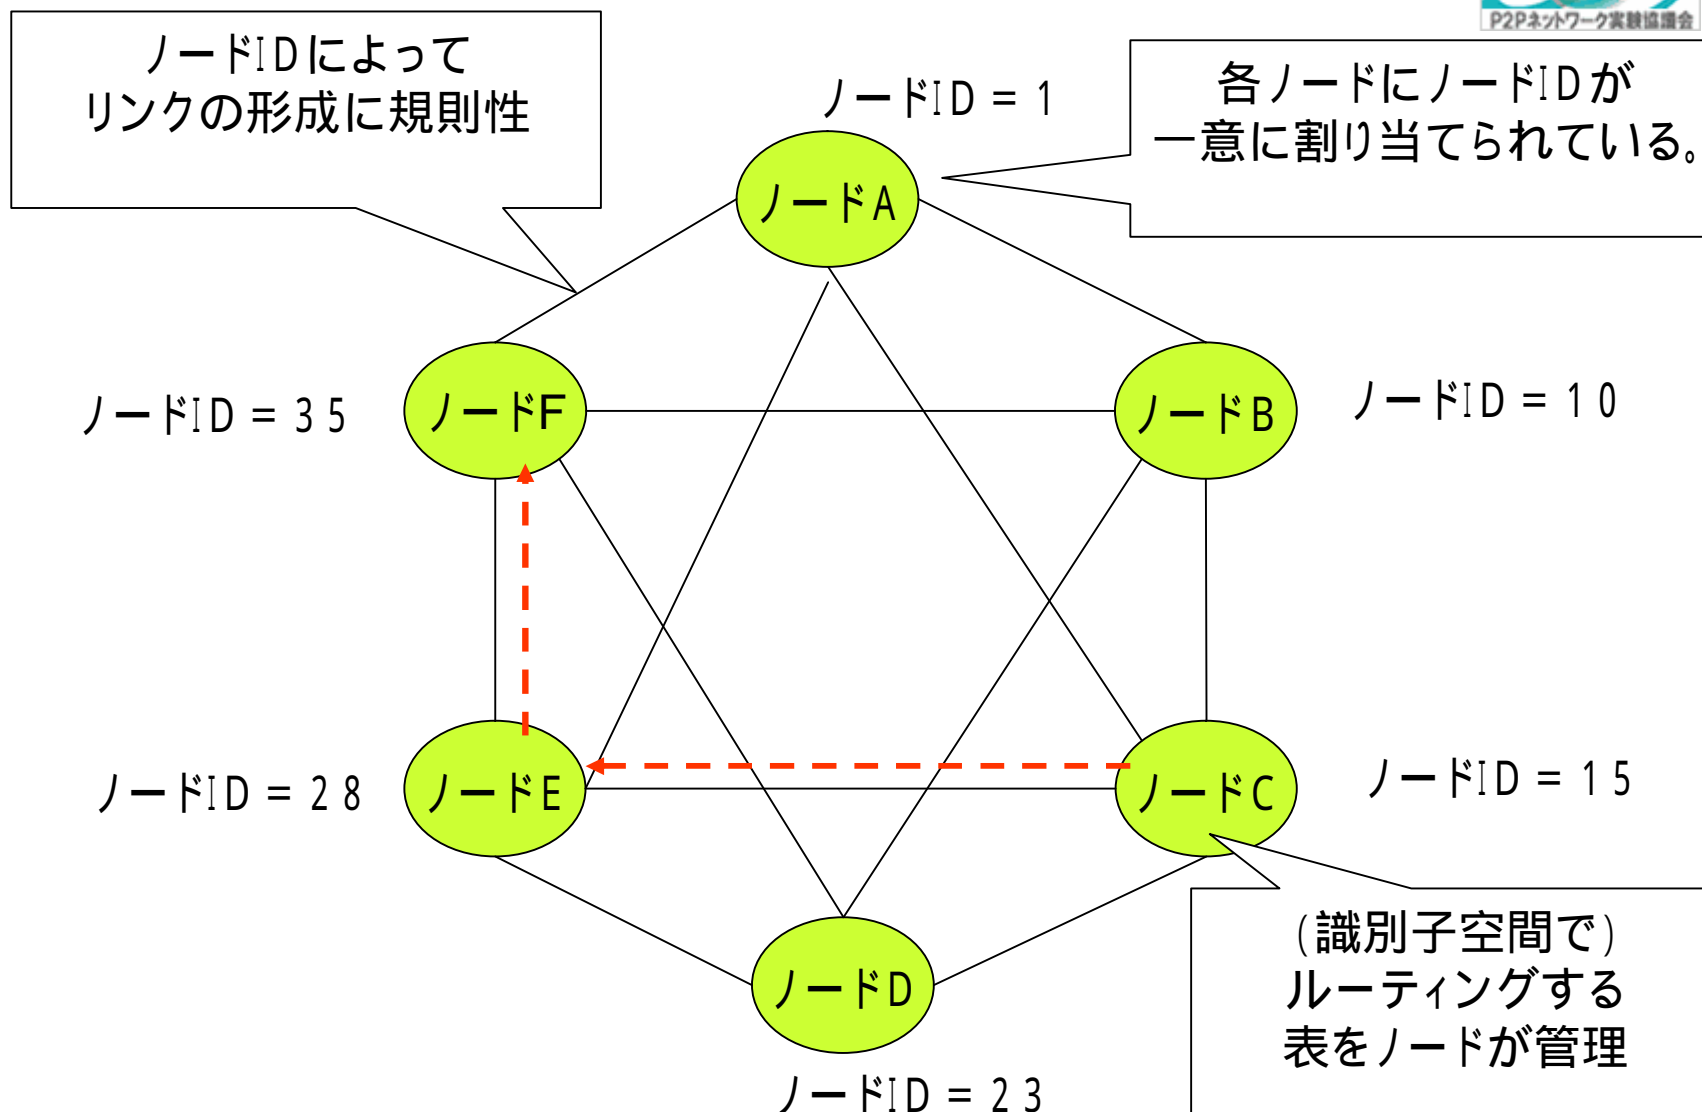 P2Pネットワーク実験協議会
ノードIDによって
リンクの形成に規則性
各ノードにノードIDが
一意に割り当てられている。
ノードID = 1
ノードA
ノードID = 35
ノードF
ノードB
ノードID = 10
ノードID = 28
ノードE
ノードC
ノードID = 15
ノードD
ノードID = 23
(識別子空間で)
ルーティングする
表をノードが管理